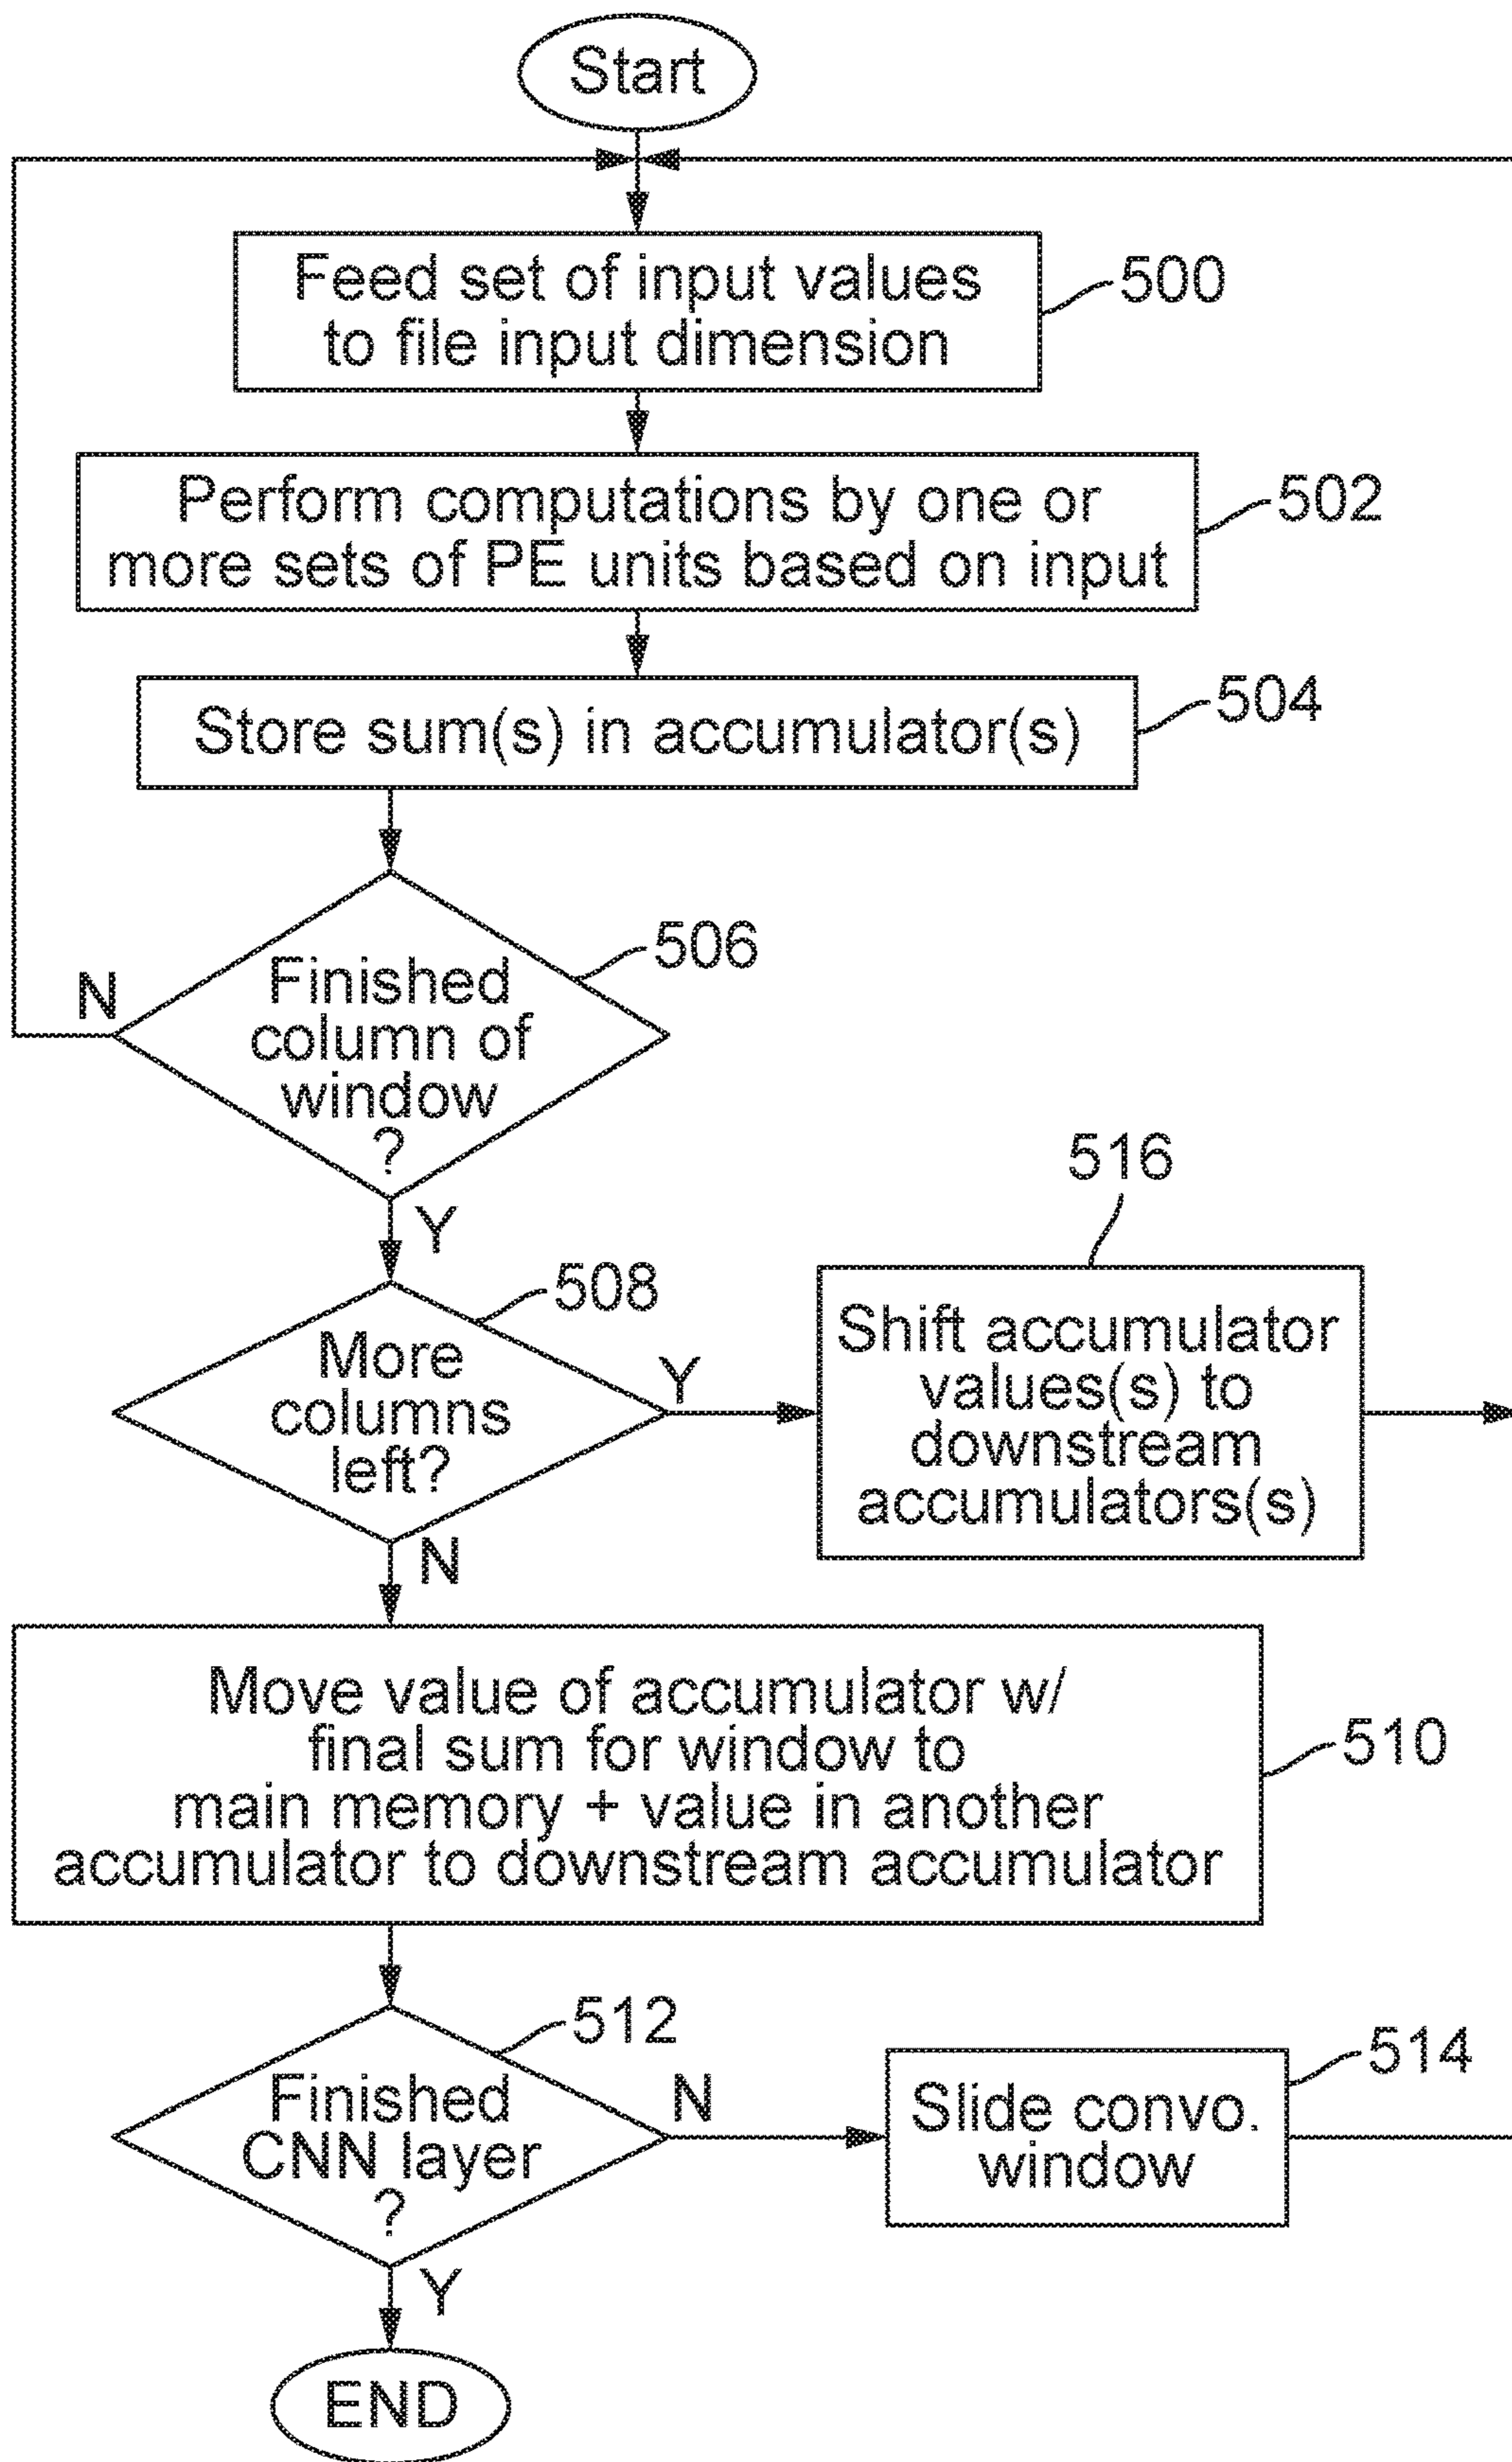 Start
Feed set of input values
to file input dimension
500
Perform computations by one or
more sets of PE units based on input
502
Store sum(s) in accumulator(s)
504
Finished
column of
window
?
506
N
Y
More
columns
left?
508
Y
N
516
Shift accumulator
values(s) to
downstream
accumulators(s)
Move value of accumulator w/
final sum for window to
main memory + value in another
accumulator to downstream accumulator
510
Finished
CNN layer
?
512
N
Y
Slide convo.
window
514
END